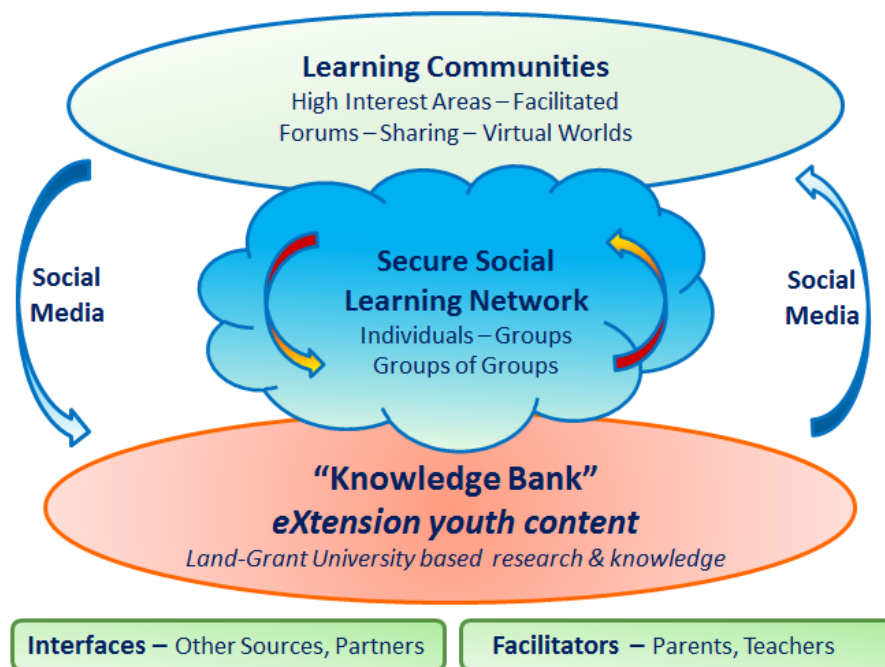 Learning Communities
High Interest Areas – Facilitated
Forums – Sharing – Virtual Worlds
Social
Media
Secure Social
Learning Network
Individuals – Groups
Groups of Groups
Social
Media
“Knowledge Bank”
eXtension youth content
Land-Grant University based research & knowledge
Interfaces – Other Sources, Partners
Facilitators – Parents, Teachers